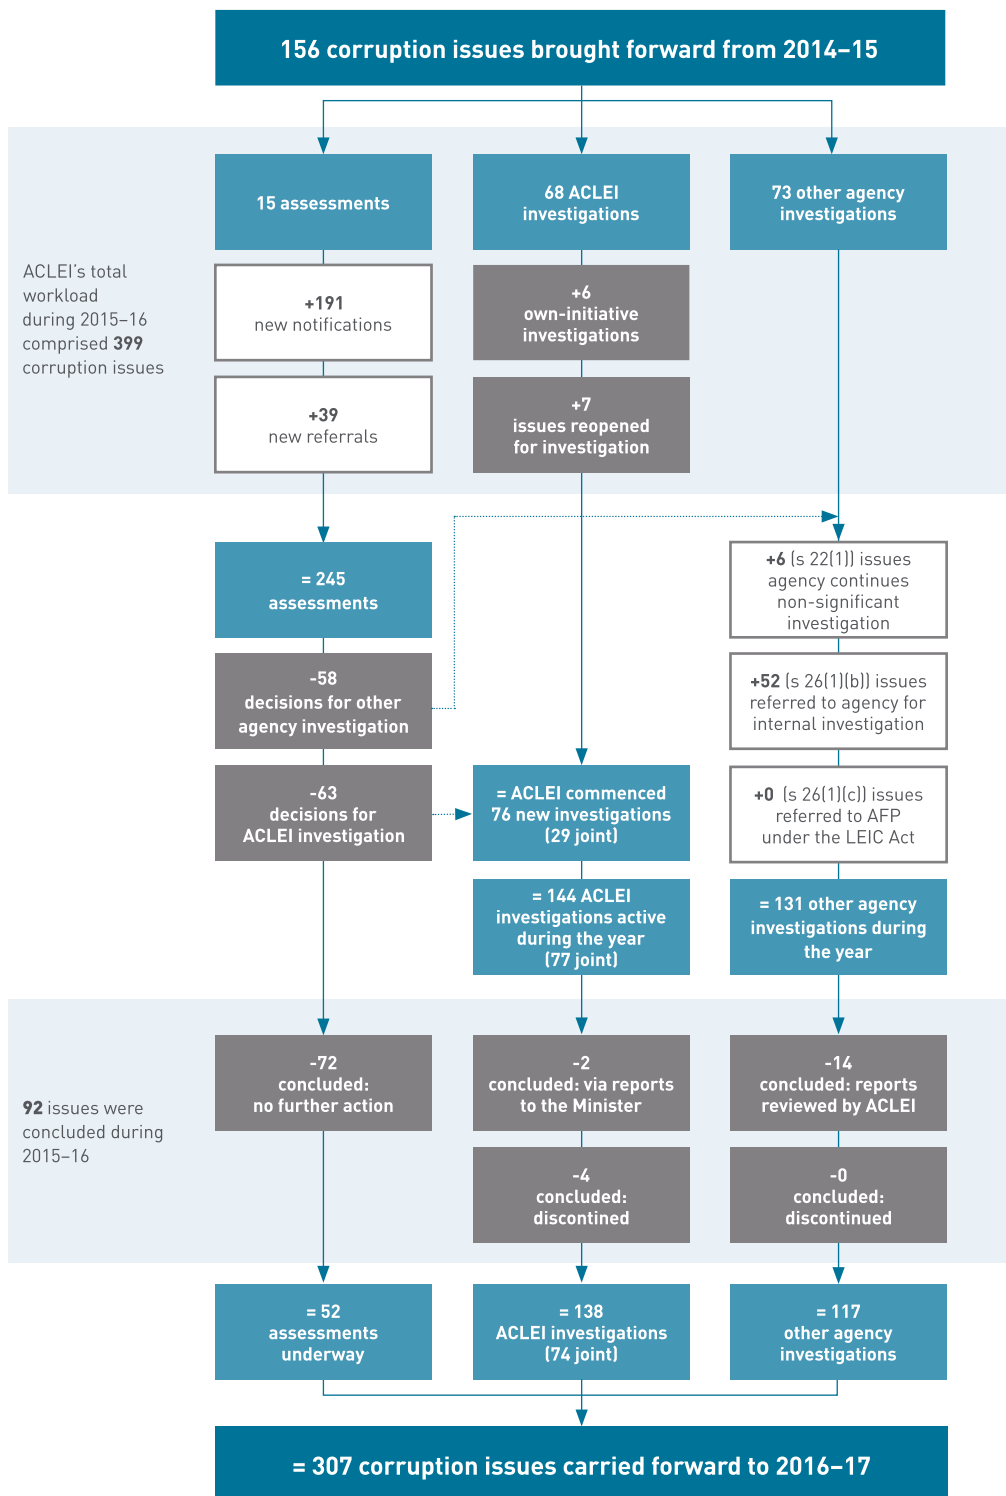 156 corruption issues brought forward from 2014–15
15 assessments
68 ACLEI
investigations
73 other agency
investigations
ACLEI’s total
workload
during 2015–16
comprised 399
corruption issues
+191
new notifications
+6
own-initiative
investigations
+39
new referrals
+7
issues reopened
for investigation
= 245
assessments
+6 (s 22(1)) issues
agency continues
non-significant
investigation
-58
decisions for other
agency investigation
+52 (s 26(1)(b)) issues
referred to agency for
internal investigation
-63
decisions for
ACLEI investigation
= ACLEI commenced
76 new investigations
(29 joint)
+0 (s 26(1)(c)) issues
referred to AFP
under the LEIC Act
= 144 ACLEI
investigations active
during the year
(77 joint)
= 131 other agency
investigations during
the year
92 issues were
concluded during
2015–16
-72
concluded:
no further action
-2
concluded: via reports
to the Minister
-14
concluded: reports
reviewed by ACLEI
-4
concluded:
discontined
-0
concluded:
discontinued
= 52
assessments
underway
= 138
ACLEI investigations
(74 joint)
= 117
other agency
investigations
= 307 corruption issues carried forward to 2016–17